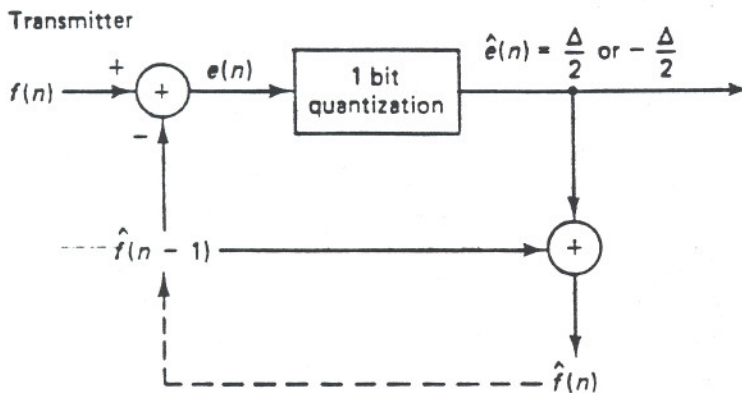 Transmitter
f(n)
+
+
−
e(n)
1 bit
quantization
ê(n) = Δ/2 or − Δ/2
f̂(n − 1)
+
f̂(n)